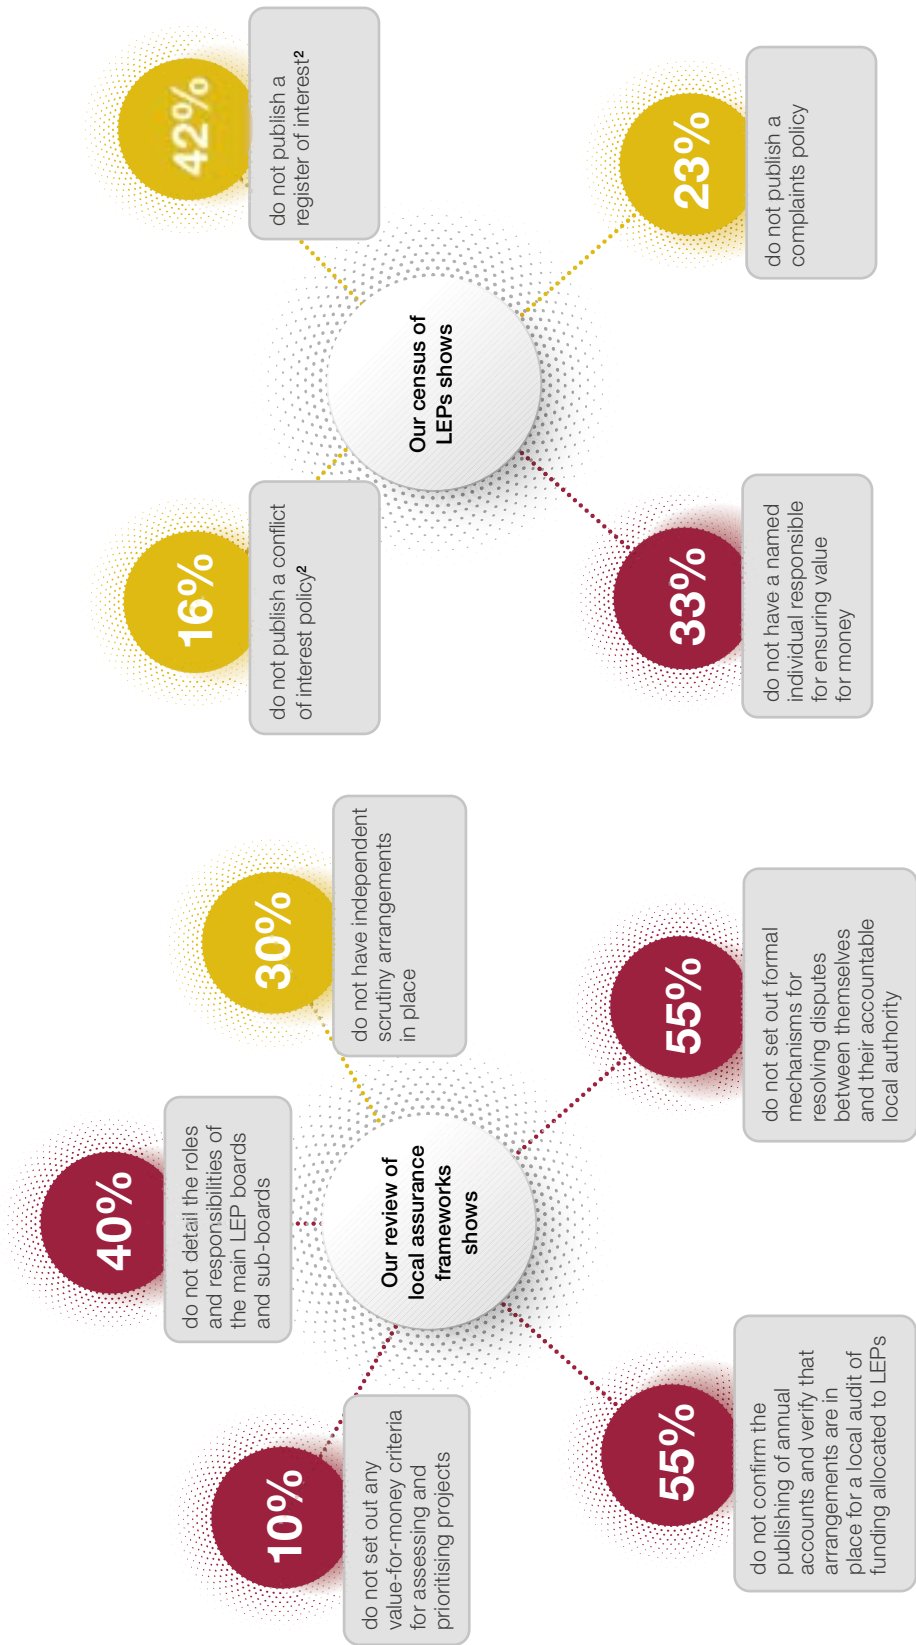 Our review of
local assurance
frameworks
shows
10%
do not set out any
value-for-money criteria
for assessing and
prioritising projects
40%
do not detail the roles
and responsibilities of
the main LEP boards
and sub-boards
30%
do not have independent
scrutiny arrangements
in place
55%
do not confirm the
publishing of annual
accounts and verify that
arrangements are in
place for a local audit of
funding allocated to LEPs
55%
do not set out formal
mechanisms for
resolving disputes
between themselves
and their accountable
local authority
Our census of
LEPs shows
16%
do not publish a conflict
of interest policy²
42%
do not publish a
register of interest²
33%
do not have a named
individual responsible
for ensuring value
for money
23%
do not publish a
complaints policy